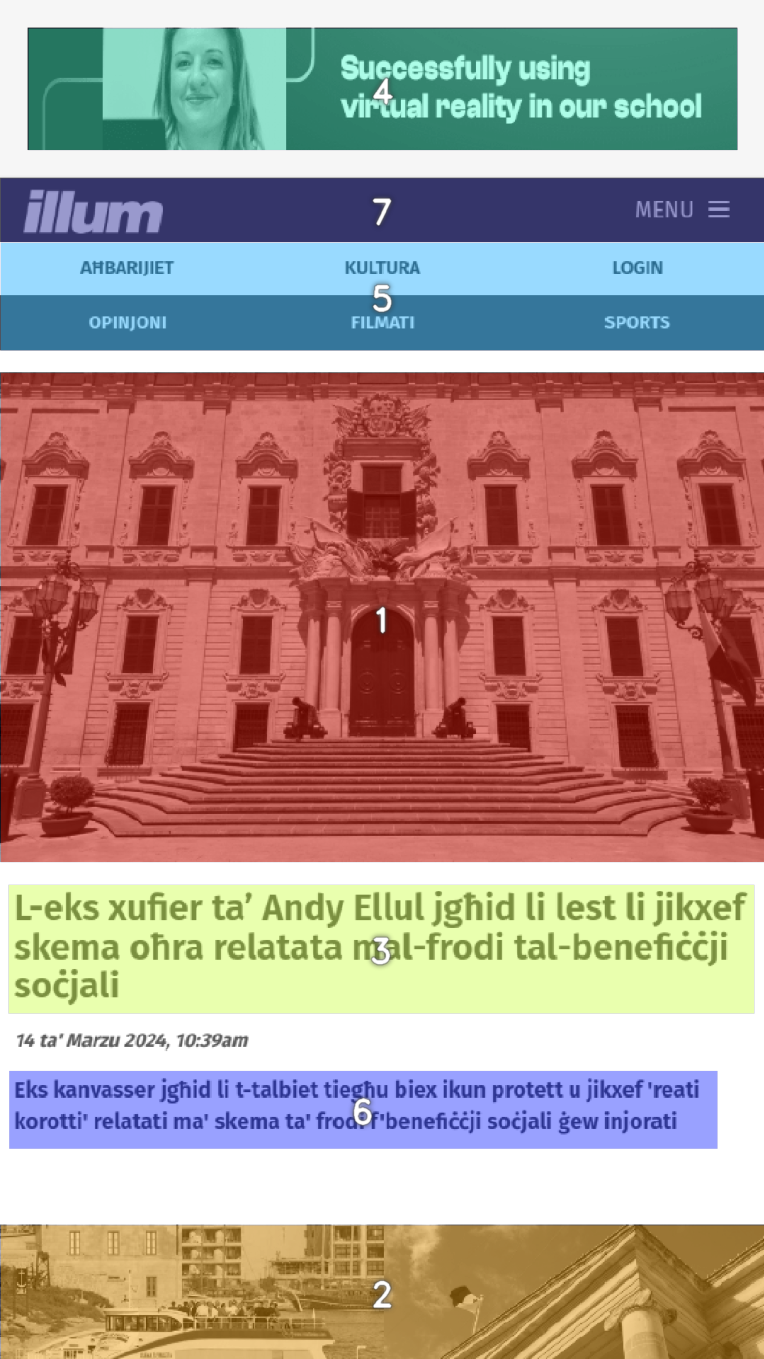 Successfully using
virtual reality in our school
4
illum
7
MENU
AĦBARIJIET KULTURA LOGIN
5
OPINJONI FILMATI SPORTS
1
L-eks xufier ta’ Andy Ellul jgħid li lest li jikxef
skema oħra relatata mal-frodi tal-benefiċċji
soċjali
3
14 ta' Marzu 2024, 10:39am
Eks kanvasser jgħid li t-talbiet tiegħu biex ikun protett u jikxef 'reati
korotti' relatati ma' skema ta' frodi f'benefiċċji soċjali ġew injorati
6
2